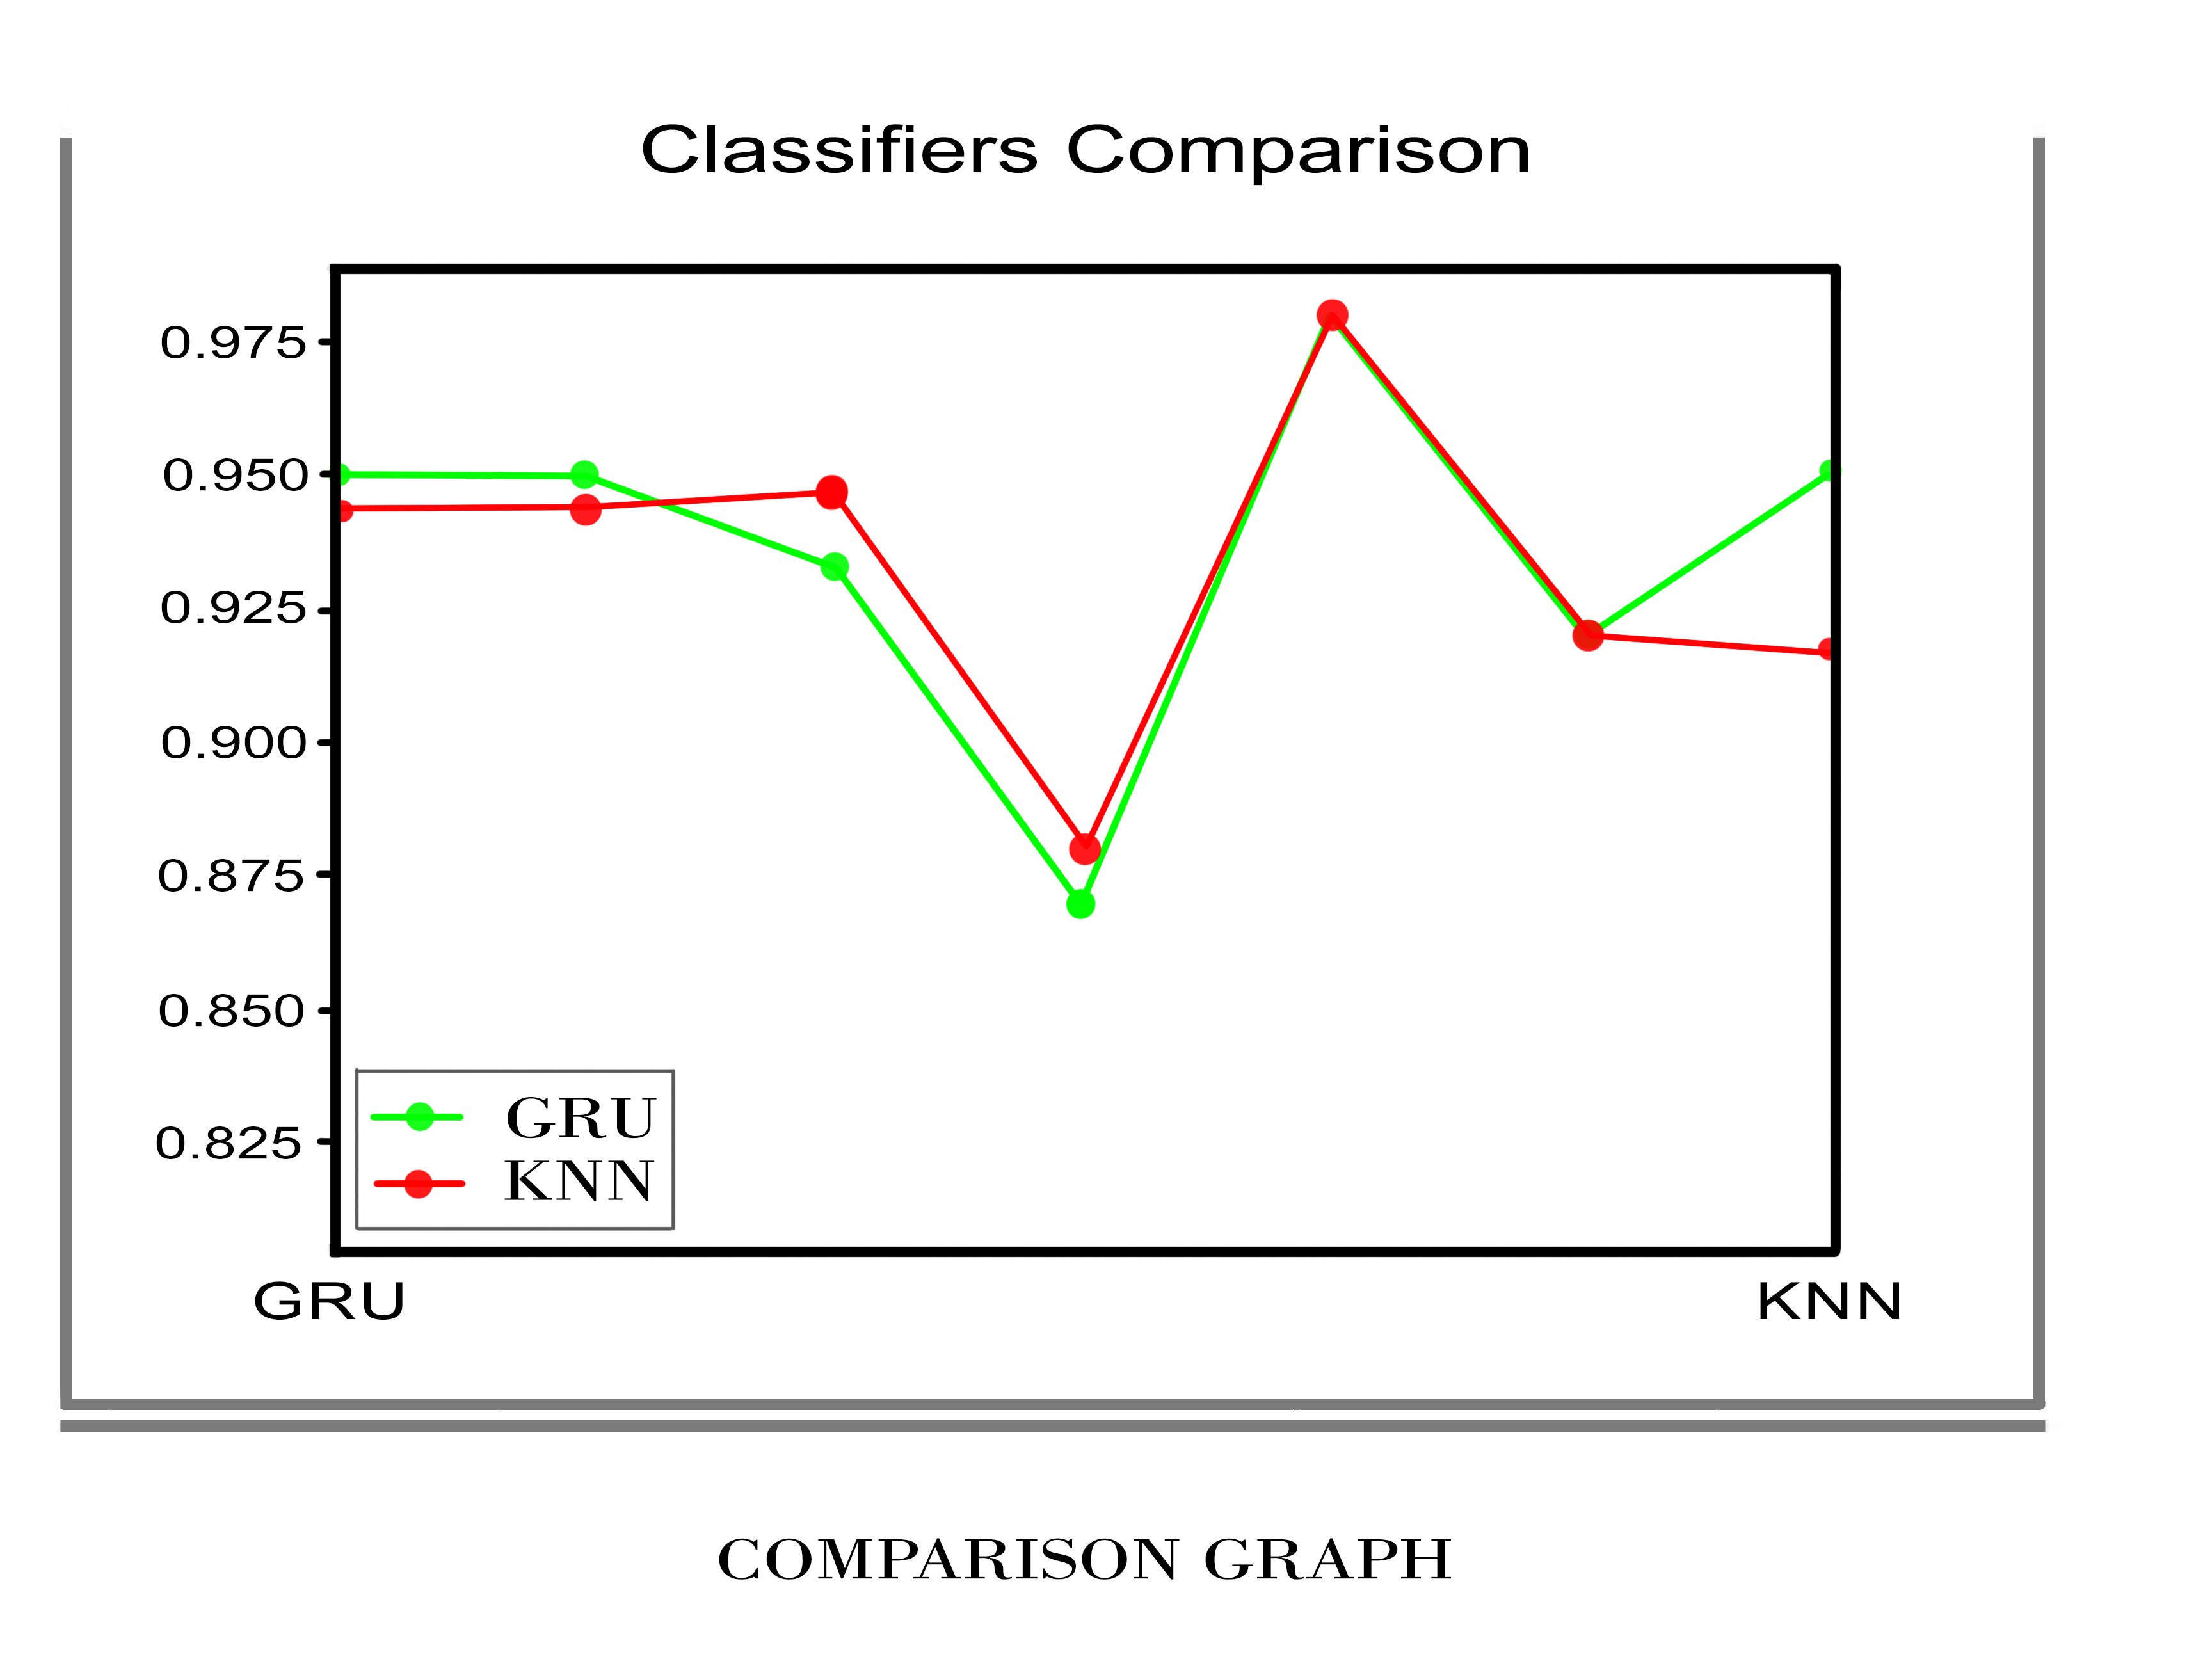 Classifiers Comparison
0.975
0.950
0.925
0.900
0.875
0.850
0.825
GRU
KNN
GRU
KNN
COMPARISON GRAPH